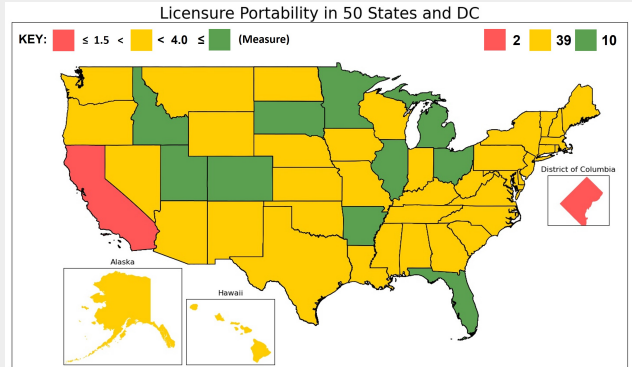 Licensure Portability in 50 States and DC
KEY: ≤ 1.5 < < 4.0 ≤ (Measure) 2 39 10
District of Columbia
Alaska
Hawaii